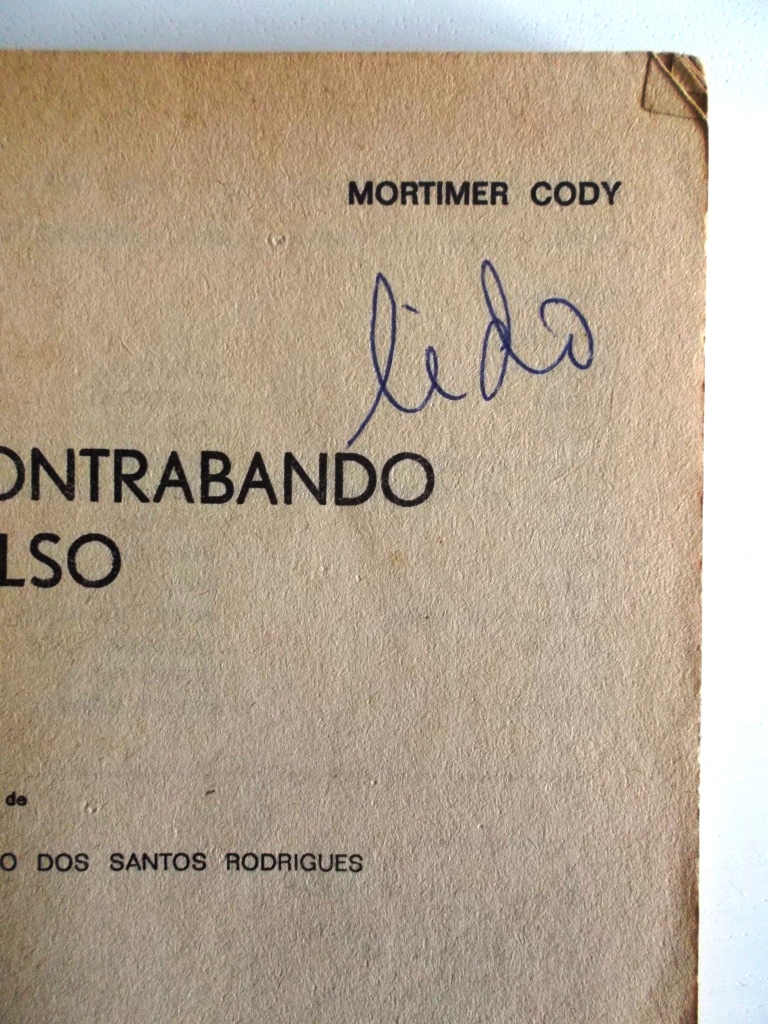 MORTIMER CODY
lido
ONTRABANDO
LSO
de
O DOS SANTOS RODRIGUES